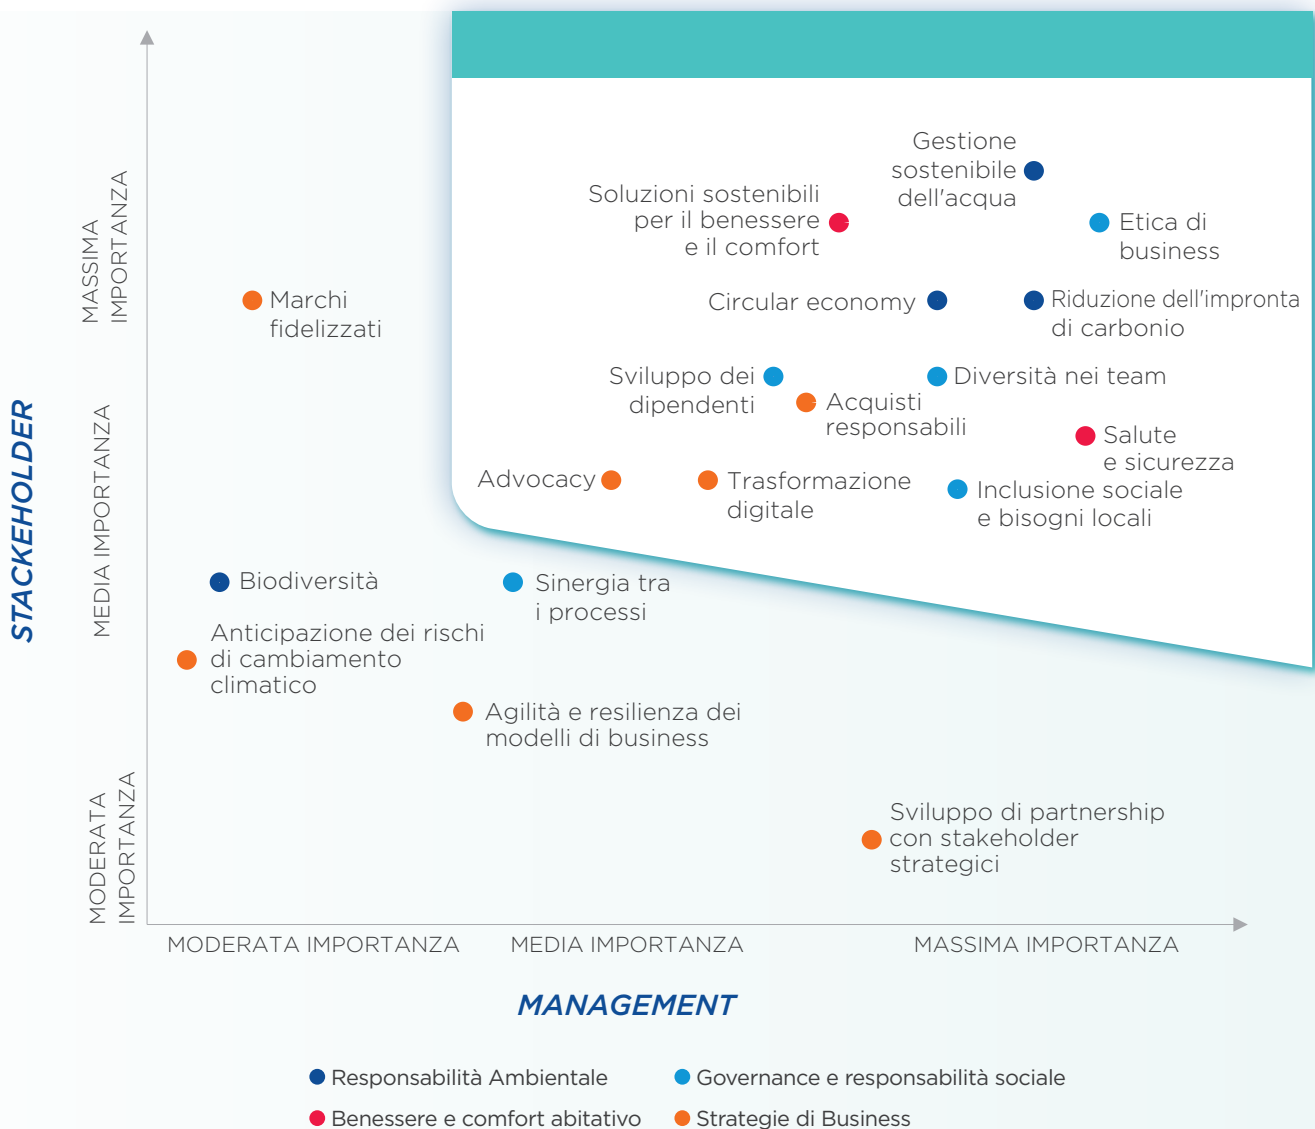 Gestione
sostenibile
dell'acqua
Soluzioni sostenibili
per il benessere
e il comfort
Etica di
business
MASSIMA
IMPORTANZA
Marchi
fidelizzati
Circular economy
Riduzione dell'impronta
di carbonio
Sviluppo dei
dipendenti
Diversità nei team
Acquisti
responsabili
Salute
e sicurezza
STACKEHOLDER
MEDIA IMPORTANZA
Advocacy
Trasformazione
digitale
Inclusione sociale
e bisogni locali
Biodiversità
Sinergia tra
i processi
Anticipazione dei rischi
di cambiamento
climatico
Agilità e resilienza dei
modelli di business
MODERATA
IMPORTANZA
Sviluppo di partnership
con stakeholder
strategici
MODERATA IMPORTANZA
MEDIA IMPORTANZA
MASSIMA IMPORTANZA
MANAGEMENT
Responsabilità Ambientale
Governance e responsabilità sociale
Benessere e comfort abitativo
Strategie di Business